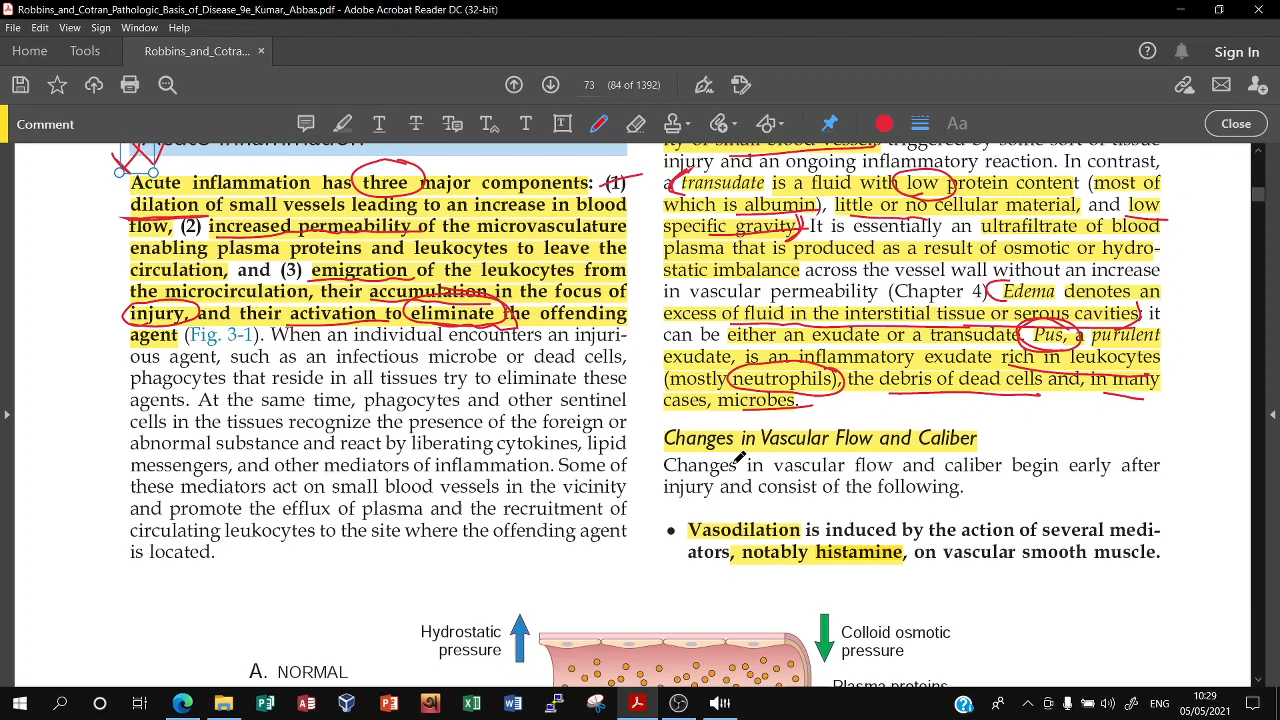 Robbins_and_Cotran_Pathologic_Basis_of_Disease_9e_Kumar_Abbas.pdf - Adobe Acrobat Reader DC (32-bit)
File Edit View Sign Window Help
Home Tools Robbins_and_Cotra... × Sign In
73 (84 of 1392)
Comment Close
Acute inflammation has three major components: (1)
dilation of small vessels leading to an increase in blood
flow, (2) increased permeability of the microvasculature
enabling plasma proteins and leukocytes to leave the
circulation, and (3) emigration of the leukocytes from
the microcirculation, their accumulation in the focus of
injury, and their activation to eliminate the offending
agent (Fig. 3-1). When an individual encounters an injuri-
ous agent, such as an infectious microbe or dead cells,
phagocytes that reside in all tissues try to eliminate these
agents. At the same time, phagocytes and other sentinel
cells in the tissues recognize the presence of the foreign or
abnormal substance and react by liberating cytokines, lipid
messengers, and other mediators of inflammation. Some of
these mediators act on small blood vessels in the vicinity
and promote the efflux of plasma and the recruitment of
circulating leukocytes to the site where the offending agent
is located.
ty of small blood vessels triggered by some sort of tissue
injury and an ongoing inflammatory reaction. In contrast,
a transudate is a fluid with low protein content (most of
which is albumin), little or no cellular material, and low
specific gravity. It is essentially an ultrafiltrate of blood
plasma that is produced as a result of osmotic or hydro-
static imbalance across the vessel wall without an increase
in vascular permeability (Chapter 4). Edema denotes an
excess of fluid in the interstitial tissue or serous cavities; it
can be either an exudate or a transudate. Pus, a purulent
exudate, is an inflammatory exudate rich in leukocytes
(mostly neutrophils), the debris of dead cells and, in many
cases, microbes.
Changes in Vascular Flow and Caliber
Changes in vascular flow and caliber begin early after
injury and consist of the following.
• Vasodilation is induced by the action of several medi-
ators, notably histamine, on vascular smooth muscle.
Hydrostatic
pressure
Colloid osmotic
pressure
A. NORMAL
Plasma proteins
ENG
10:29
05/05/2021